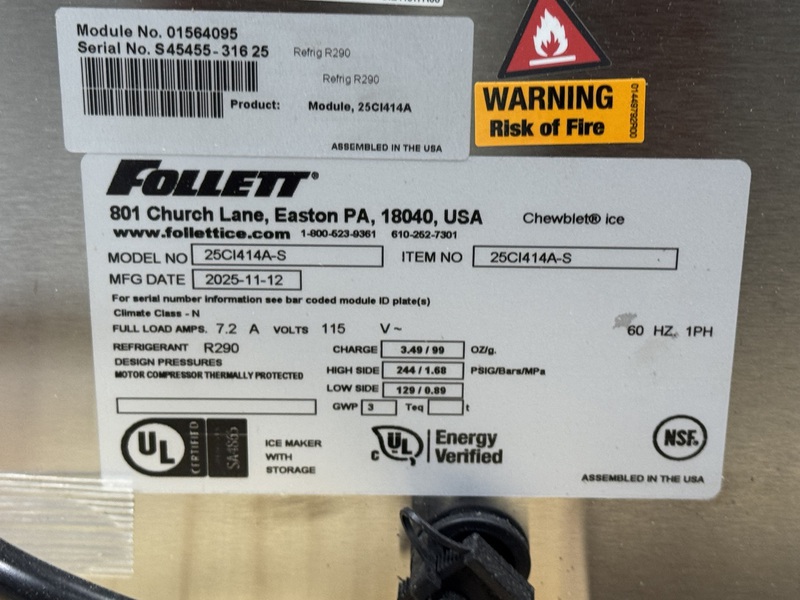 Module No. 01564095
Serial No. S45455-316 25
Refrig R290
Refrig R290
Product: Module, 25CI414A
ASSEMBLED IN THE USA
WARNING
Risk of Fire
01449792R00
FOLLETT®
801 Church Lane, Easton PA, 18040, USA
Chewblet® ice
www.follettice.com 1-800-523-9361 610-252-7301
MODEL NO 25CI414A-S ITEM NO 25CI414A-S
MFG DATE 2025-11-12
For serial number information see bar coded module ID plate(s)
Climate Class - N
FULL LOAD AMPS. 7.2 A VOLTS 115 V~ 60 HZ, 1PH
REFRIGERANT R290 CHARGE 3.49 / 99 OZ/g.
DESIGN PRESSURES
HIGH SIDE 244 / 1.68 PSIG/Bars/MPa
MOTOR COMPRESSOR THERMALLY PROTECTED
LOW SIDE 129 / 0.89
GWP 3 Teq t
UL CERTIFIED
ICE MAKER
WITH
STORAGE
c UL Energy
Verified
NSF.
ASSEMBLED IN THE USA